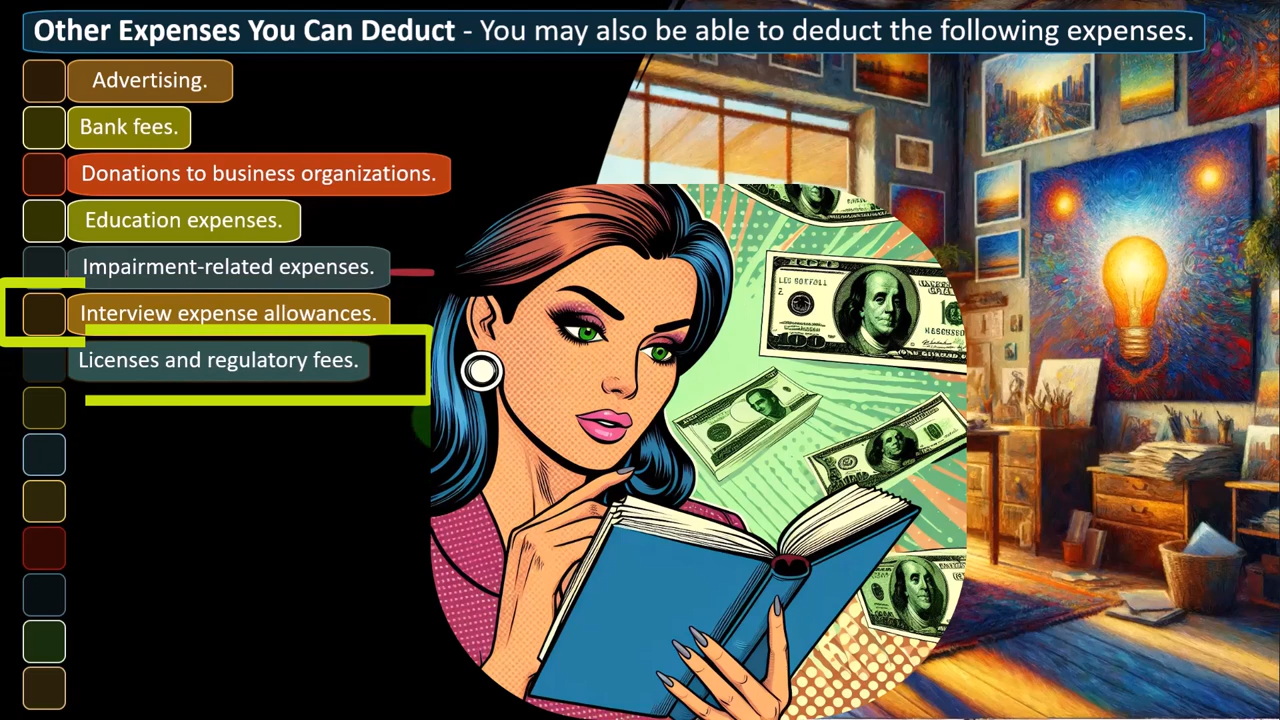 Other Expenses You Can Deduct - You may also be able to deduct the following expenses.
Advertising.
Bank fees.
Donations to business organizations.
Education expenses.
Impairment-related expenses.
Interview expense allowances.
Licenses and regulatory fees.
100